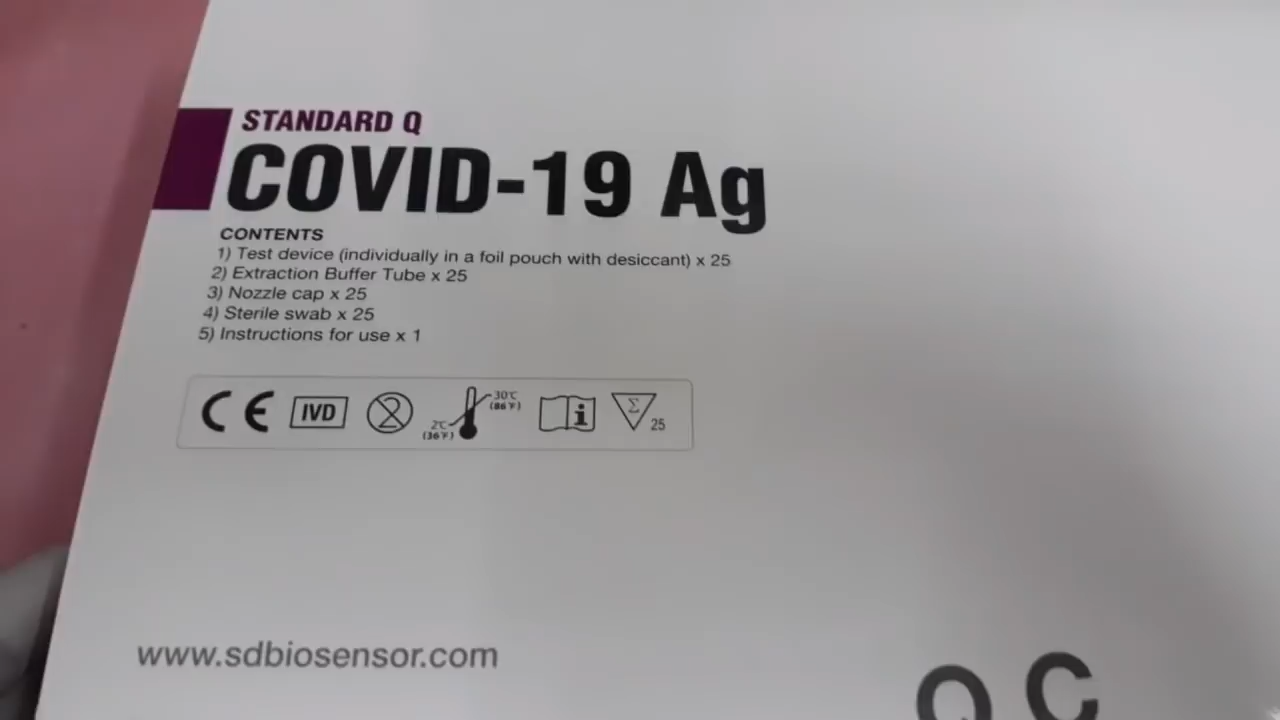 STANDARD Q
COVID-19 Ag
CONTENTS
1) Test device (individually in a foil pouch with desiccant) x 25
2) Extraction Buffer Tube x 25
3) Nozzle cap x 25
4) Sterile swab x 25
5) Instructions for use x 1
CE IVD 2 2℃ (36℉) 30℃ (86℉) i Σ 25
www.sdbiosensor.com
Q C